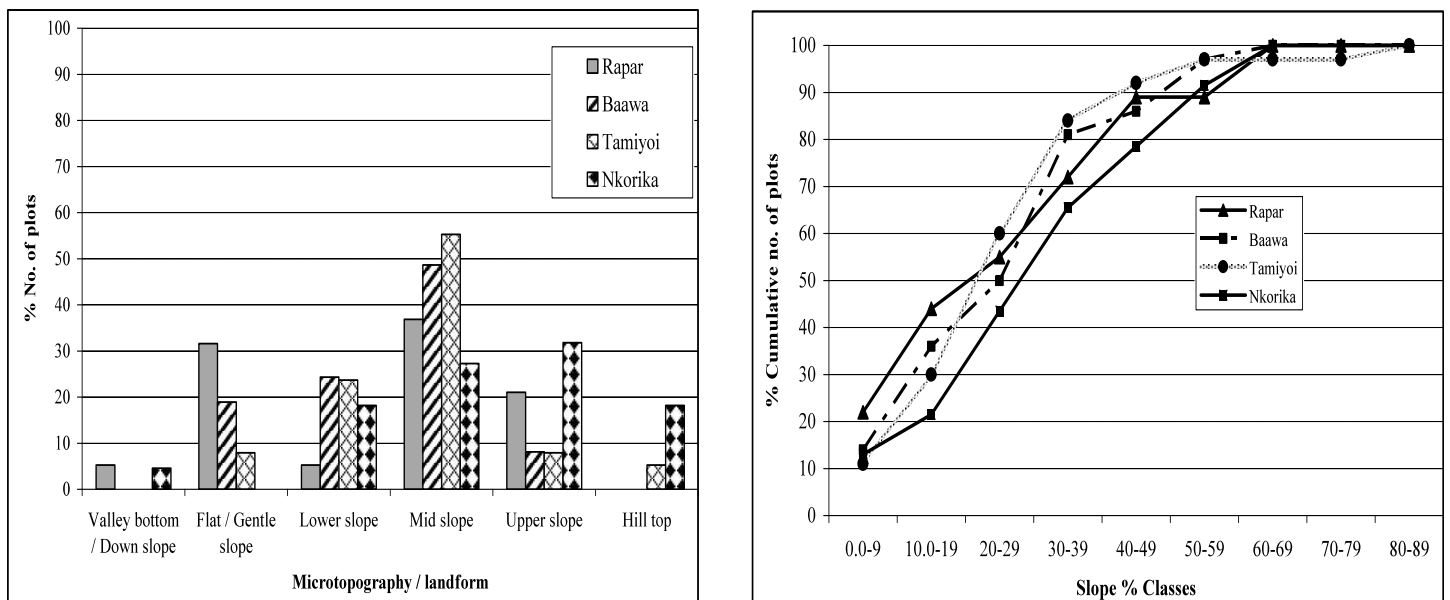 % No. of plots
100
90
80
70
60
50
40
30
20
10
0
Rapar
Baawa
Tamiyoi
Nkorika
Valley bottom
/ Down slope
Flat / Gentle
slope
Lower slope
Mid slope
Upper slope
Hill top
Microtopography / landform
% Cumulative no. of plots
100
90
80
70
60
50
40
30
20
10
0
Rapar
Baawa
Tamiyoi
Nkorika
0.0-9
10.0-19
20-29
30-39
40-49
50-59
60-69
70-79
80-89
Slope % Classes